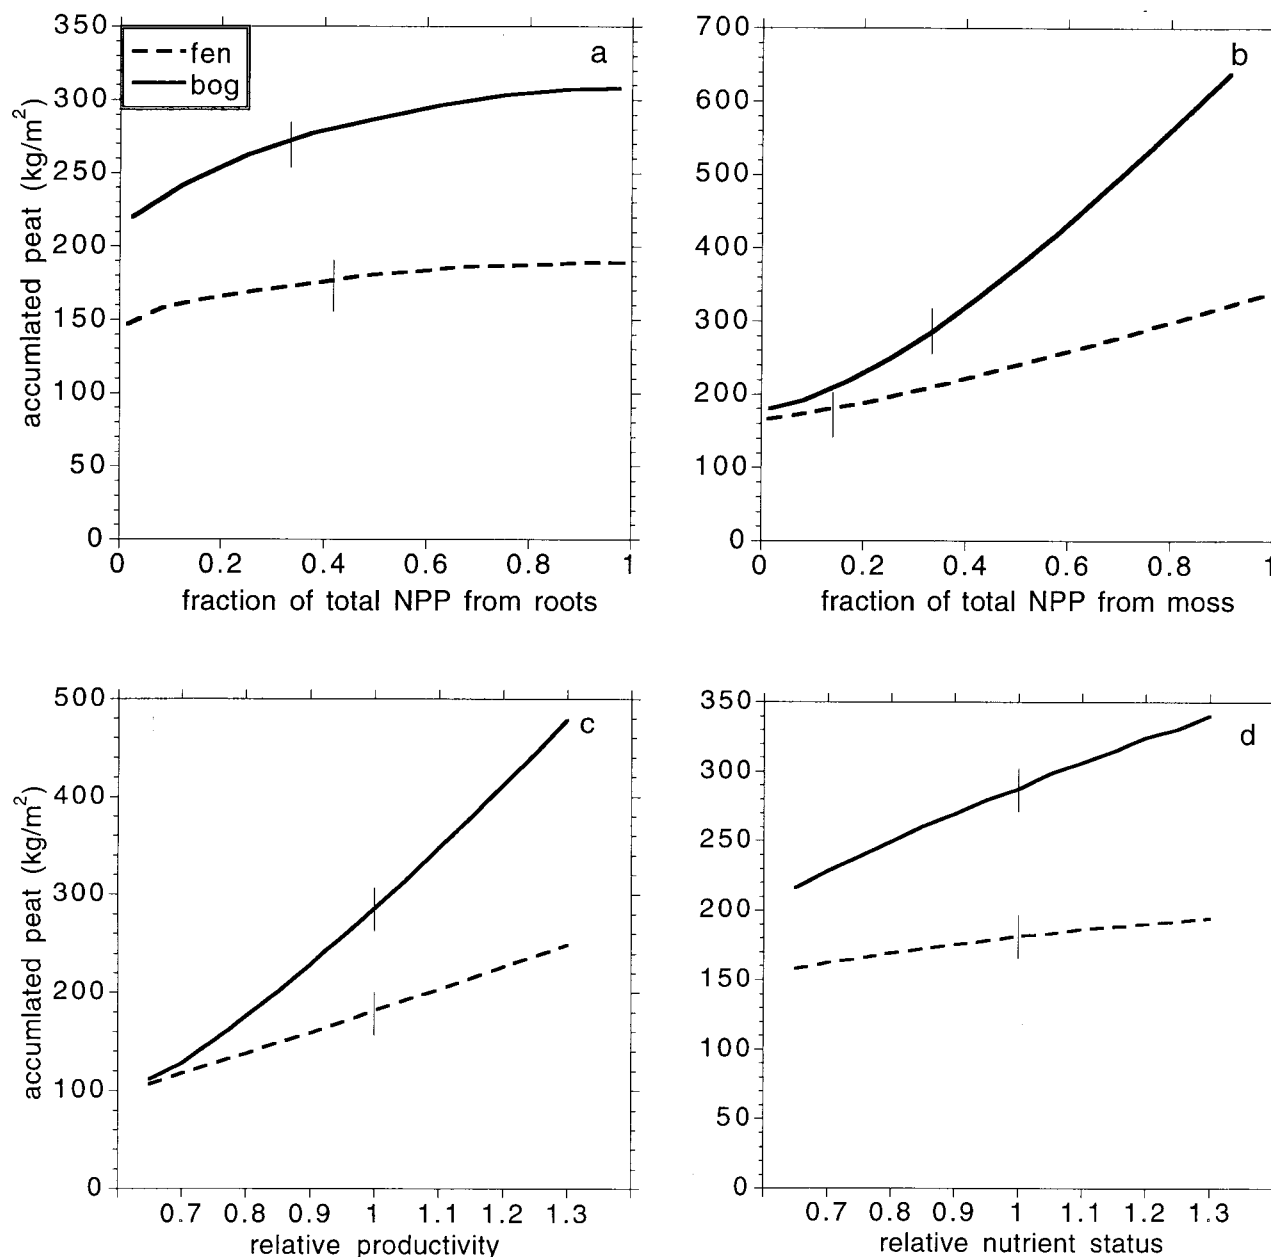 350
300
250
200
150
100
50
0
accumlated peat (kg/m²)
fen
bog
a
0 0.2 0.4 0.6 0.8 1
fraction of total NPP from roots
700
600
500
400
300
200
100
0
b
0 0.2 0.4 0.6 0.8 1
fraction of total NPP from moss
500
400
300
200
100
0
accumlated peat (kg/m²)
c
0.7 0.8 0.9 1 1.1 1.2 1.3
relative productivity
350
300
250
200
150
100
50
0
d
0.7 0.8 0.9 1 1.1 1.2 1.3
relative nutrient status